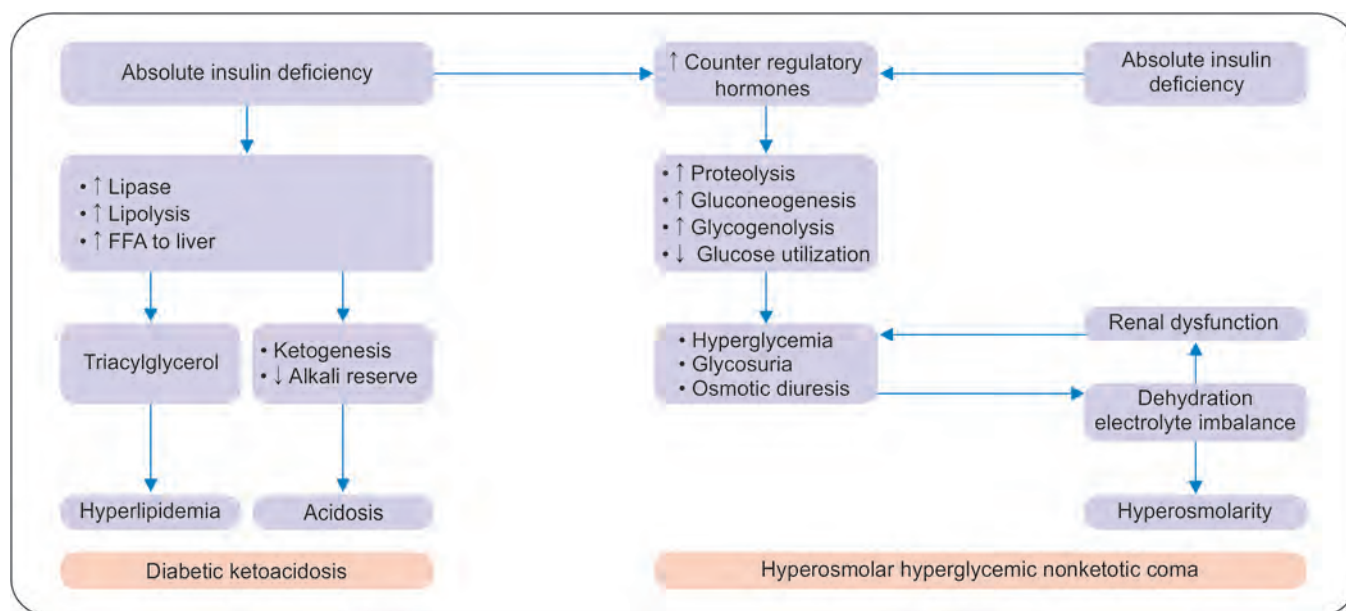 Absolute insulin deficiency
↑ Counter regulatory
hormones
Absolute insulin
deficiency
• ↑ Lipase
• ↑ Lipolysis
• ↑ FFA to liver
• ↑ Proteolysis
• ↑ Gluconeogenesis
• ↑ Glycogenolysis
• ↓ Glucose utilization
Triacylglycerol
• Ketogenesis
• ↓ Alkali reserve
• Hyperglycemia
• Glycosuria
• Osmotic diuresis
Renal dysfunction
Dehydration
electrolyte imbalance
Hyperlipidemia
Acidosis
Hyperosmolarity
Diabetic ketoacidosis
Hyperosmolar hyperglycemic nonketotic coma